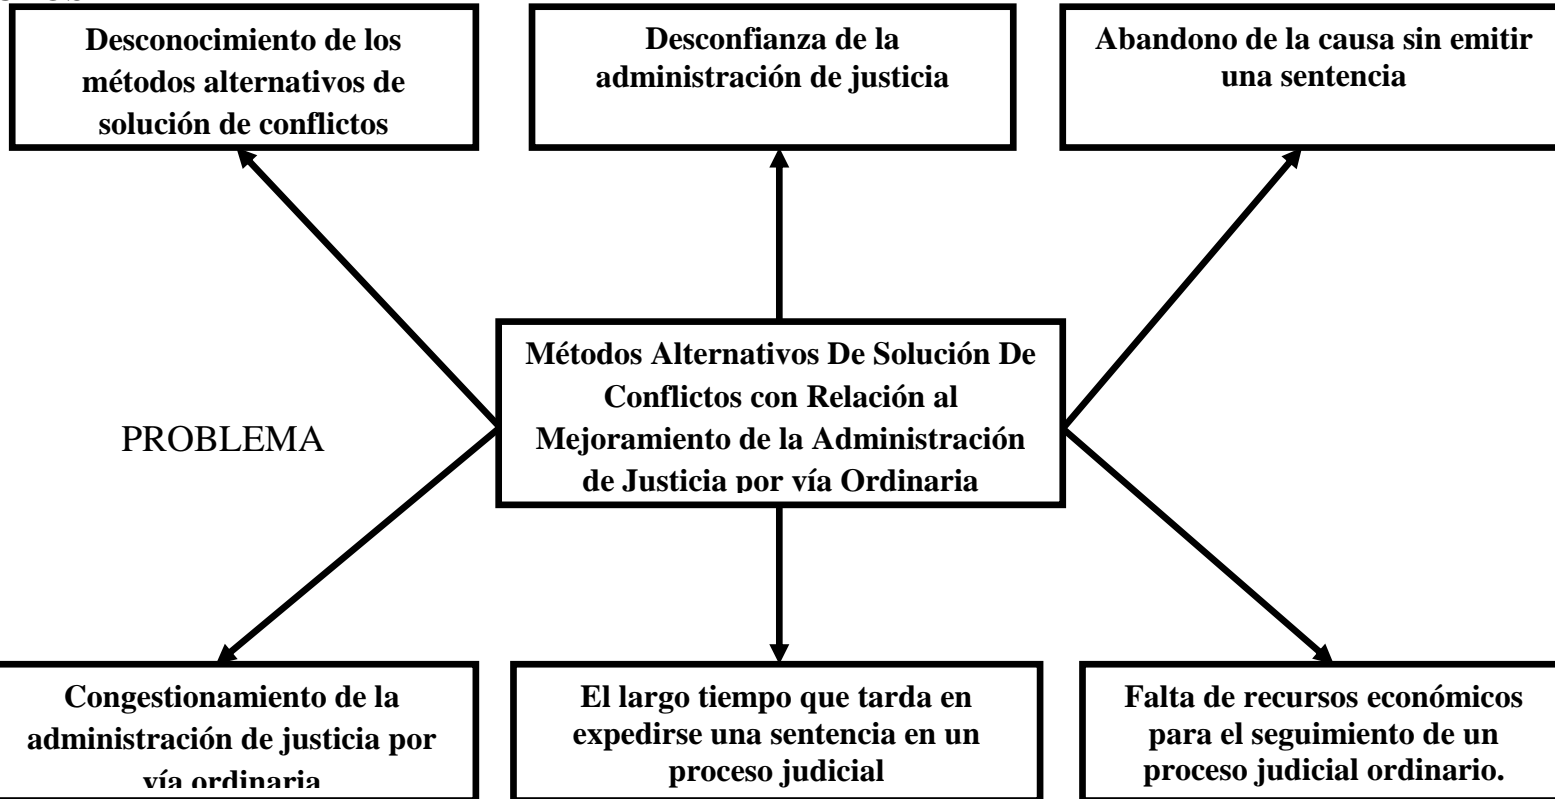 Desconocimiento de los
métodos alternativos de
solución de conflictos
Desconfianza de la
administración de justicia
Abandono de la causa sin emitir
una sentencia
PROBLEMA
Métodos Alternativos De Solución De
Conflictos con Relación al
Mejoramiento de la Administración
de Justicia por vía Ordinaria
Congestionamiento de la
administración de justicia por
vía ordinaria
El largo tiempo que tarda en
expedirse una sentencia en un
proceso judicial
Falta de recursos económicos
para el seguimiento de un
proceso judicial ordinario.